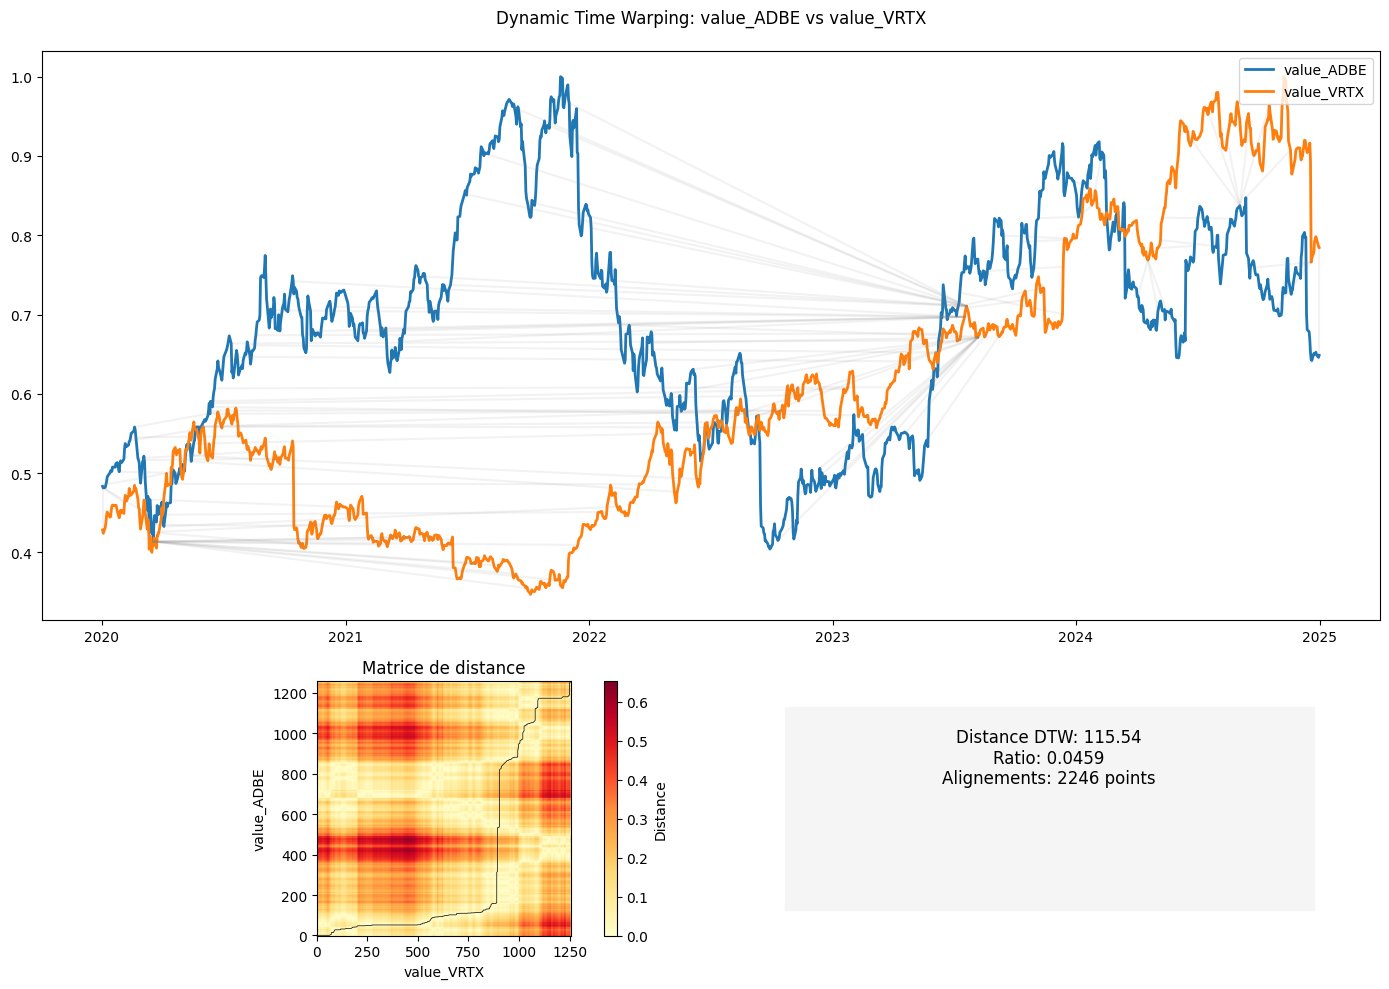 Dynamic Time Warping: value_ADBE vs value_VRTX
1.0
0.9
0.8
0.7
0.6
0.5
0.4
value_ADBE
value_VRTX
2020 2021 2022 2023 2024 2025
Matrice de distance
value_ADBE
1200
1000
800
600
400
200
0
0 250 500 750 1000 1250
value_VRTX
0.6
0.5
0.4
0.3
0.2
0.1
0.0
Distance
Distance DTW: 115.54
Ratio: 0.0459
Alignements: 2246 points